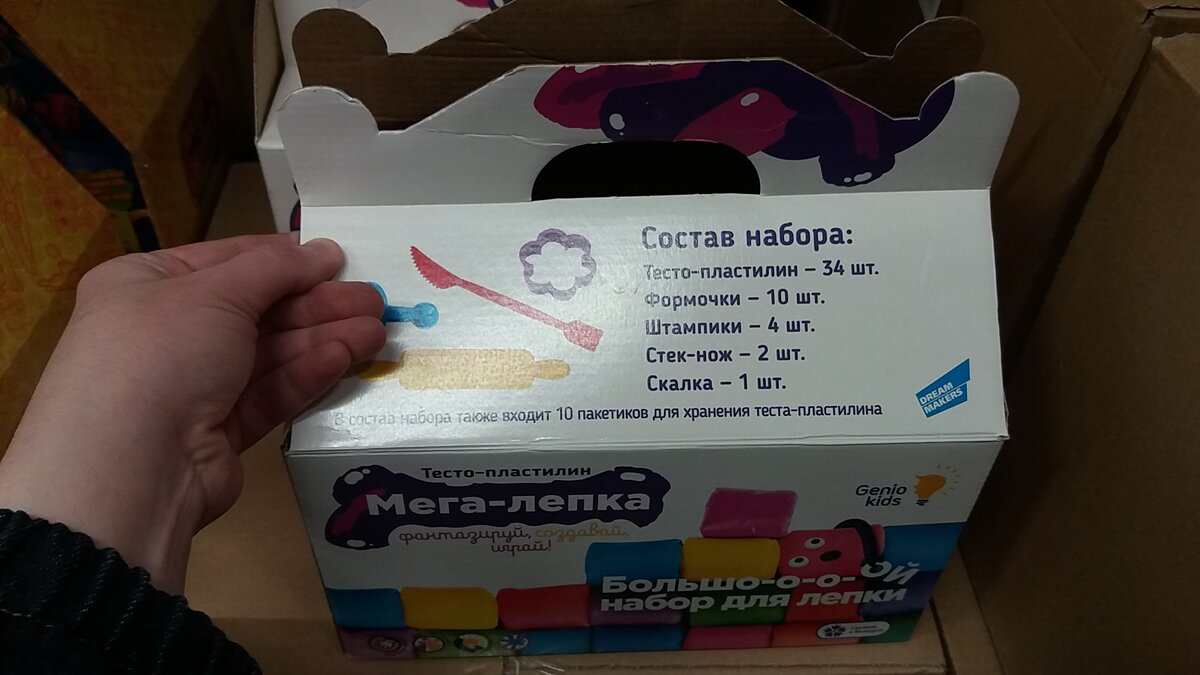 Состав набора:
Тесто-пластилин – 34 шт.
Формочки – 10 шт.
Штампики – 4 шт.
Стек-нож – 2 шт.
Скалка – 1 шт.
В состав набора также входит 10 пакетиков для хранения теста-пластилина
DREAM
MAKERS
Тесто-пластилин
Мега-лепка
фантазируй, создавай,
играй!
Genio
kids
Большо-о-о-ой
набор для лепки